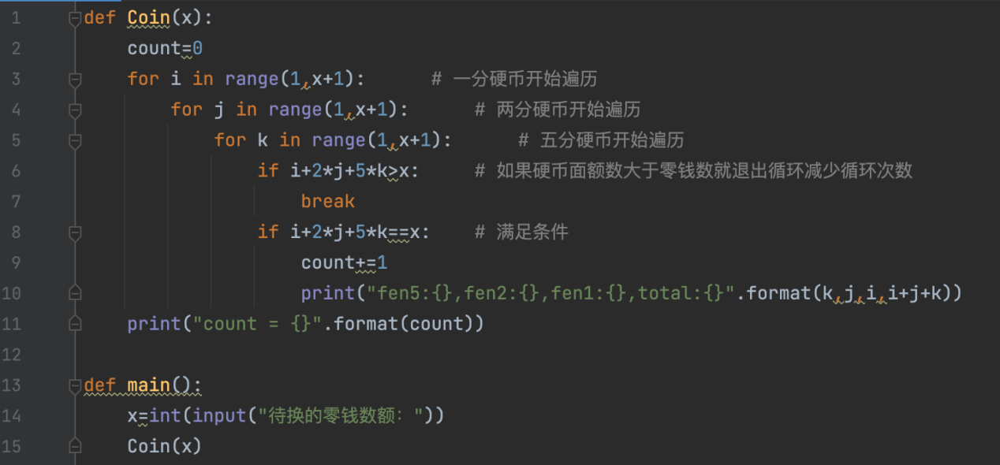 1 def Coin(x):
2     count=0
3     for i in range(1,x+1):      # 一分硬币开始遍历
4         for j in range(1,x+1):      # 两分硬币开始遍历
5             for k in range(1,x+1):      # 五分硬币开始遍历
6                 if i+2*j+5*k>x:     # 如果硬币面额数大于零钱数就退出循环减少循环次数
7                     break
8                 if i+2*j+5*k==x:    # 满足条件
9                     count+=1
10                     print("fen5:{},fen2:{},fen1:{},total:{}".format(k,j,i,i+j+k))
11     print("count = {}".format(count))
12
13 def main():
14     x=int(input("待换的零钱数额："))
15     Coin(x)